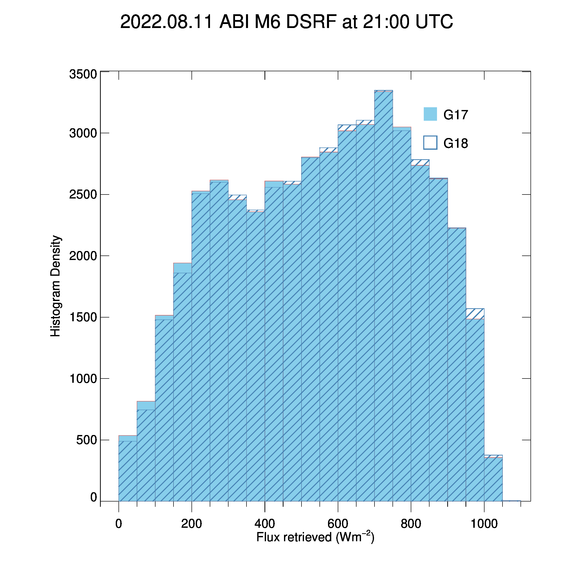 2022.08.11 ABI M6 DSRF at 21:00 UTC
3500
3000
2500
2000
1500
1000
500
0
Histogram Density
G17
G18
0 200 400 600 800 1000
Flux retrieved (Wm⁻²)